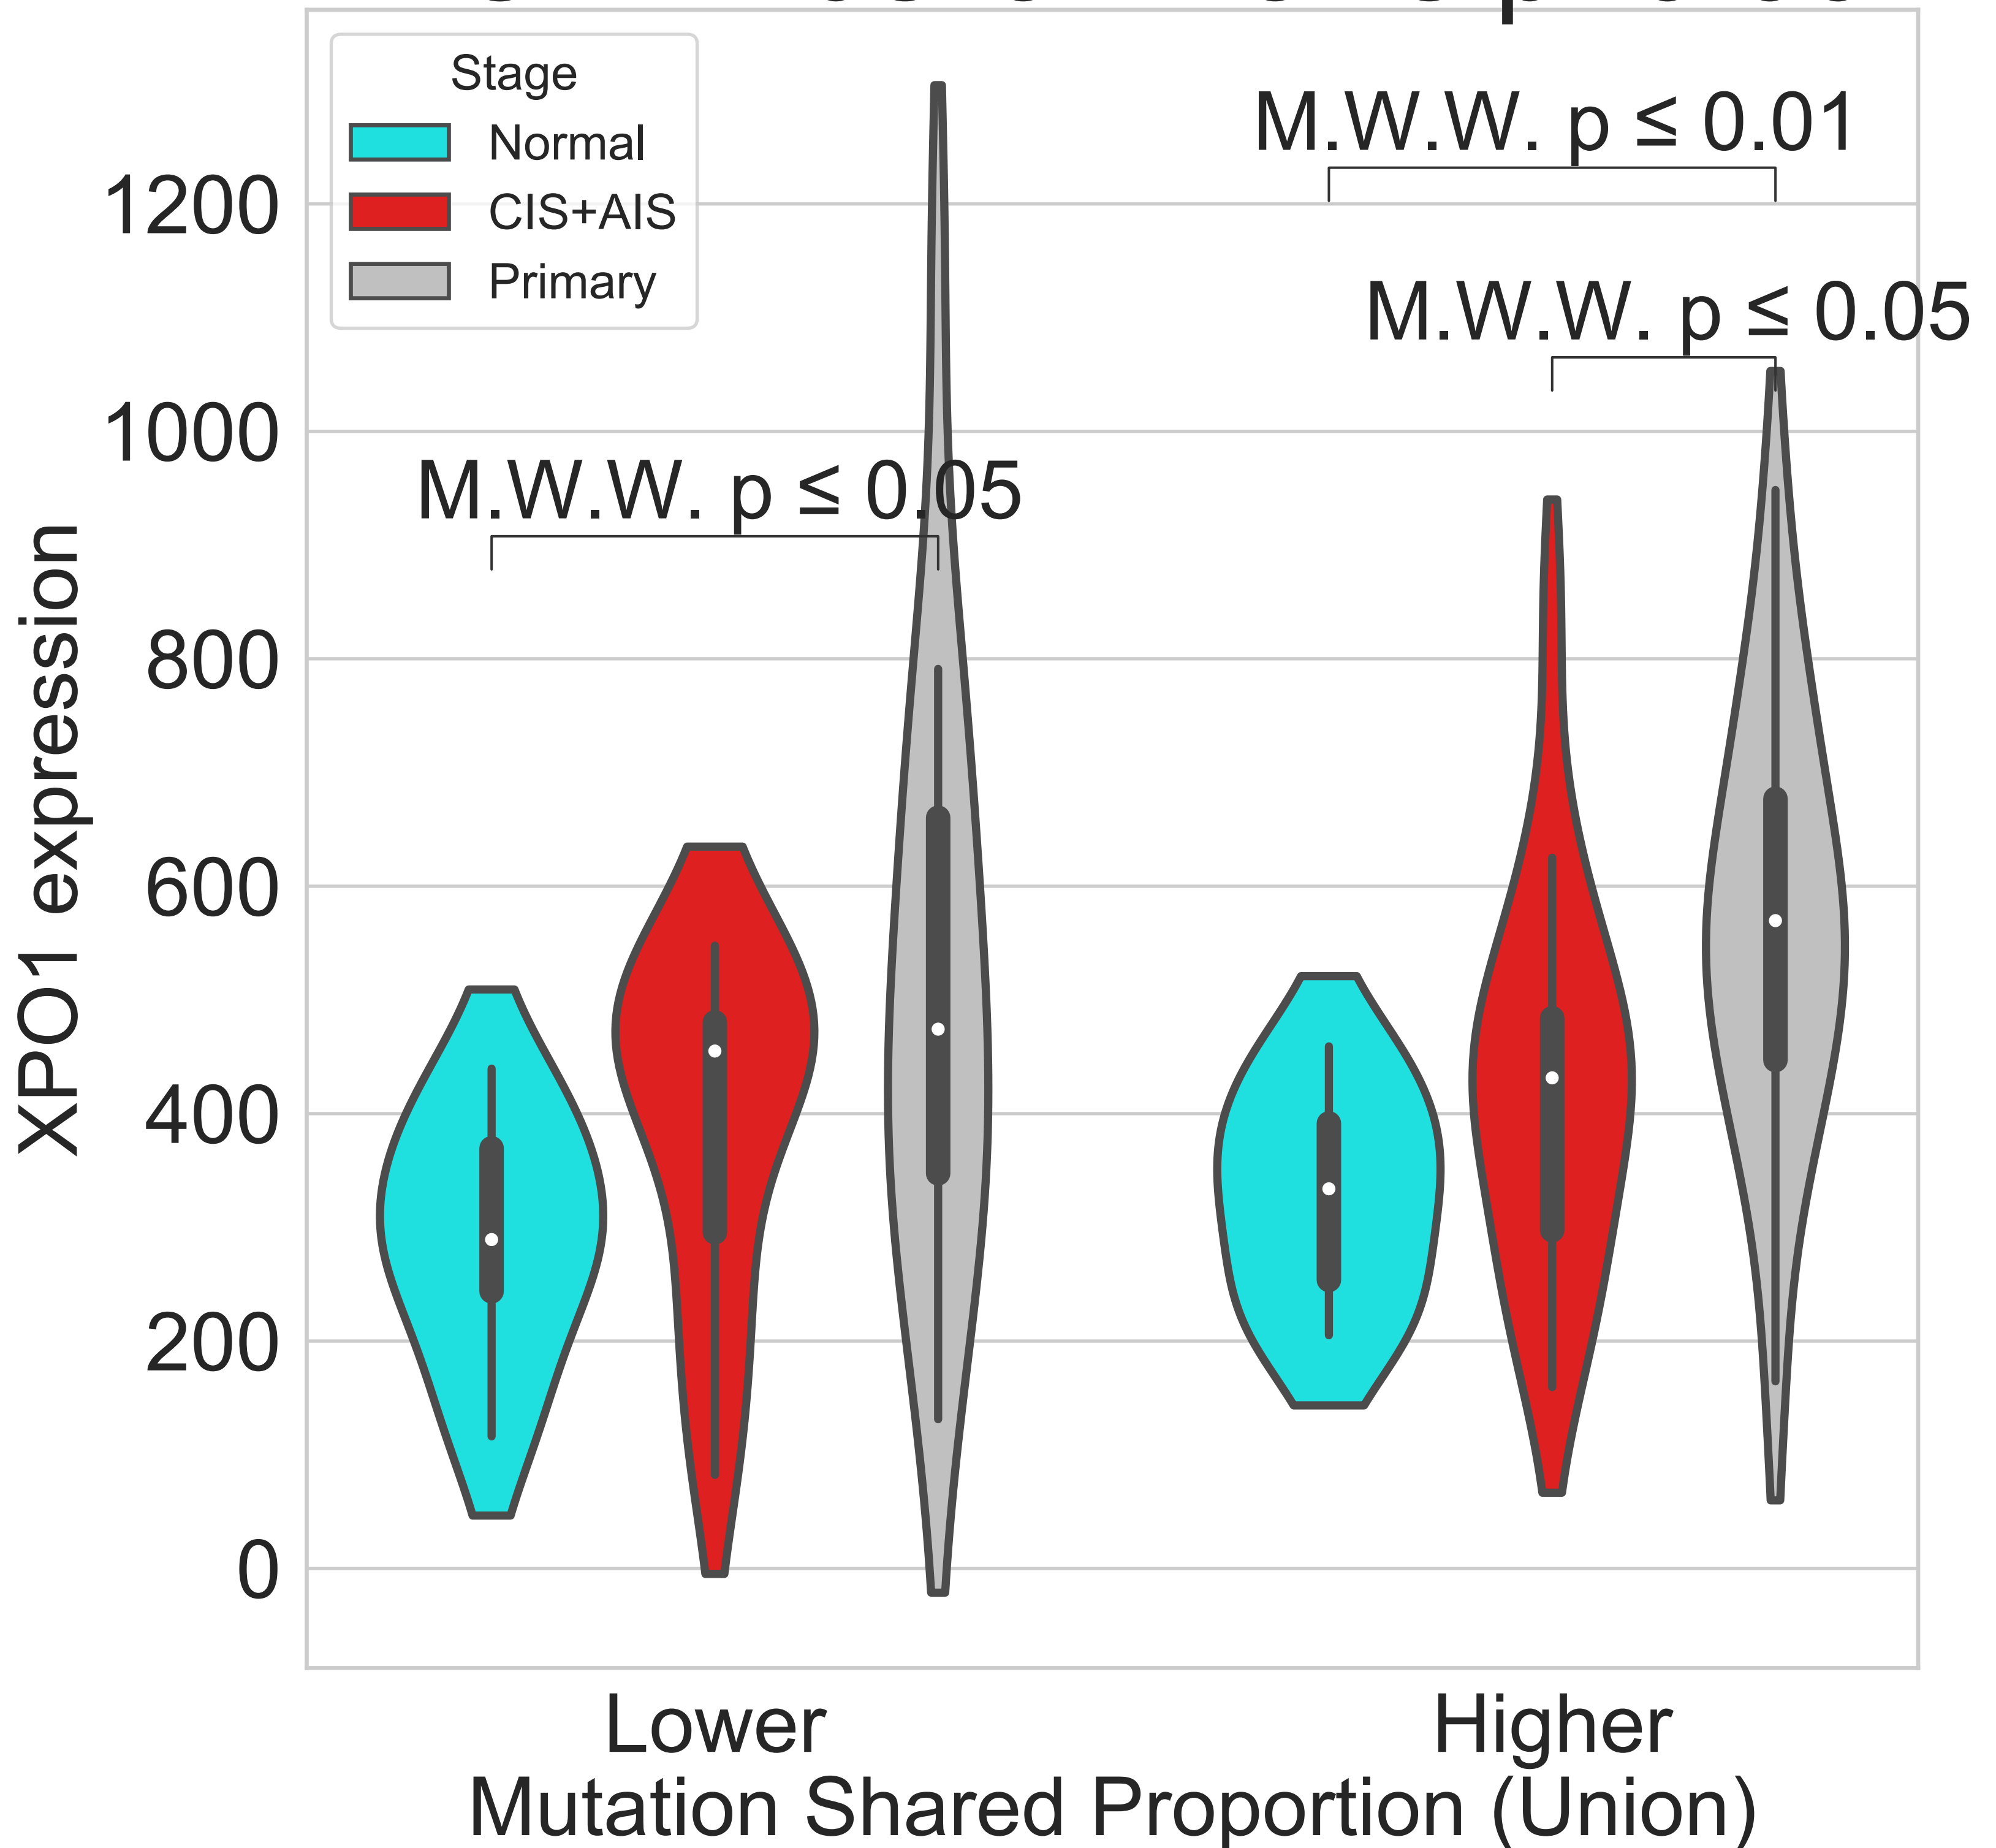 Stage
Normal
CIS+AIS
Primary
M.W.W. p ≤ 0.01
M.W.W. p ≤ 0.05
M.W.W. p ≤ 0.05
1200
1000
800
600
400
200
0
XPO1 expression
Lower
Higher
Mutation Shared Proportion (Union)